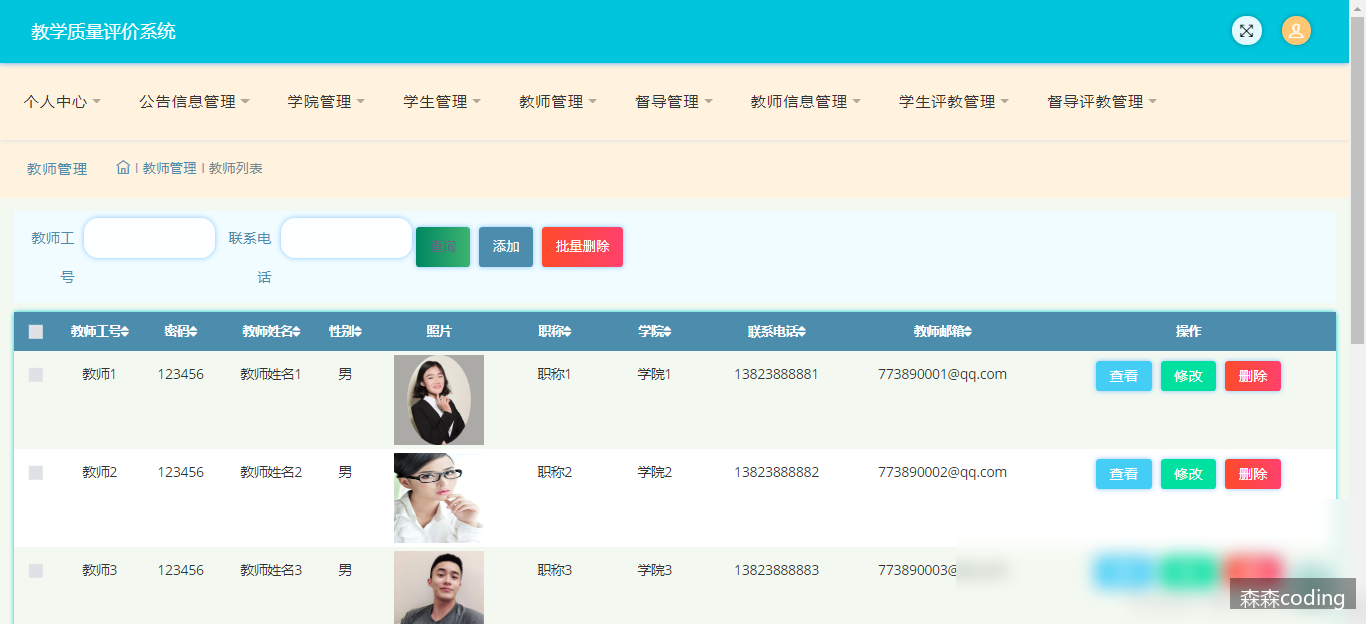 教学质量评价系统
个人中心 公告信息管理 学院管理 学生管理 教师管理 督导管理 教师信息管理 学生评教管理 督导评教管理
教师管理 | 教师管理 | 教师列表
教师工号 联系电话 添加 批量删除
教师工号 密码 教师姓名 性别 照片 职称 学院 联系电话 教师邮箱 操作
教师1 123456 教师姓名1 男 职称1 学院1 13823888881 773890001@qq.com 查看 修改 删除
教师2 123456 教师姓名2 男 职称2 学院2 13823888882 773890002@qq.com 查看 修改 删除
教师3 123456 教师姓名3 男 职称3 学院3 13823888883 773890003@
森森coding